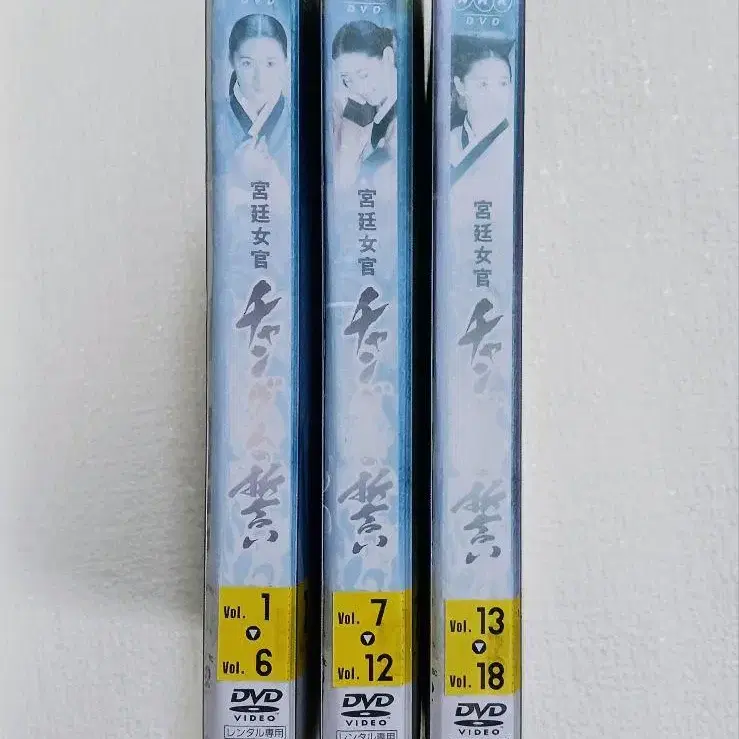 DVD
宮廷女官
チャングムの誓い
Vol. 1
Vol. 6
DVD
VIDEO
レンタル専用
DVD
宮廷女官
チャングムの誓い
Vol. 7
Vol. 12
DVD
VIDEO
レンタル専用
NHK
DVD
宮廷女官
チャン
誓い
Vol. 13
Vol. 18
DVD
VIDEO